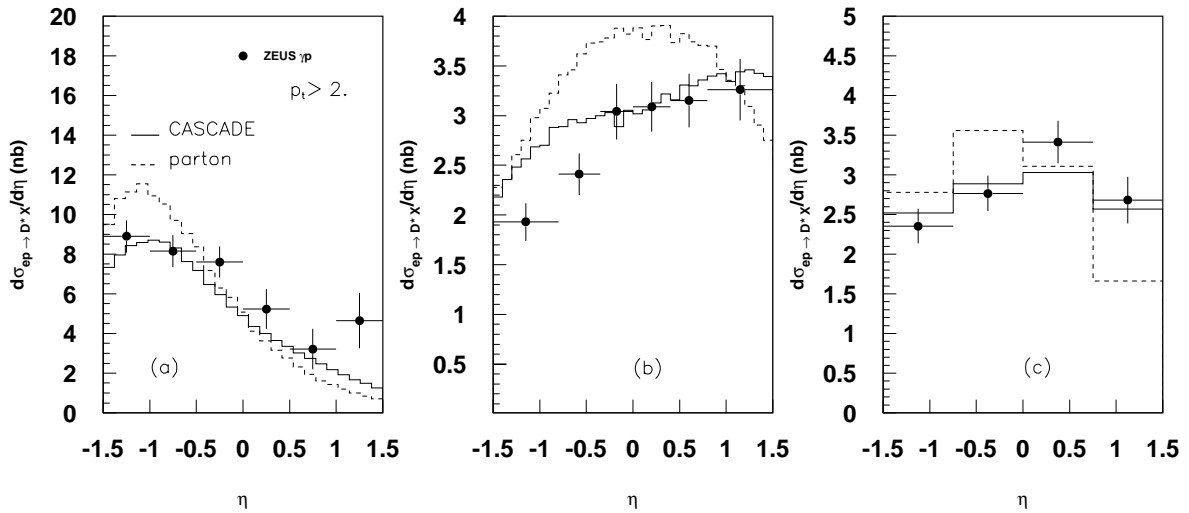 dσep→ D* X/dη (nb)
20
18
16
14
12
10
8
6
4
2
0
ZEUS γp
pt> 2.
CASCADE
parton
(a)
-1.5 -1 -0.5 0 0.5 1 1.5
η
dσep→ D* X/dη (nb)
4
3.5
3
2.5
2
1.5
1
0.5
(b)
-1.5 -1 -0.5 0 0.5 1 1.5
η
dσep→ D* X/dη (nb)
5
4.5
4
3.5
3
2.5
2
1.5
1
0.5
0
(c)
-1.5 -1 -0.5 0 0.5 1 1.5
η